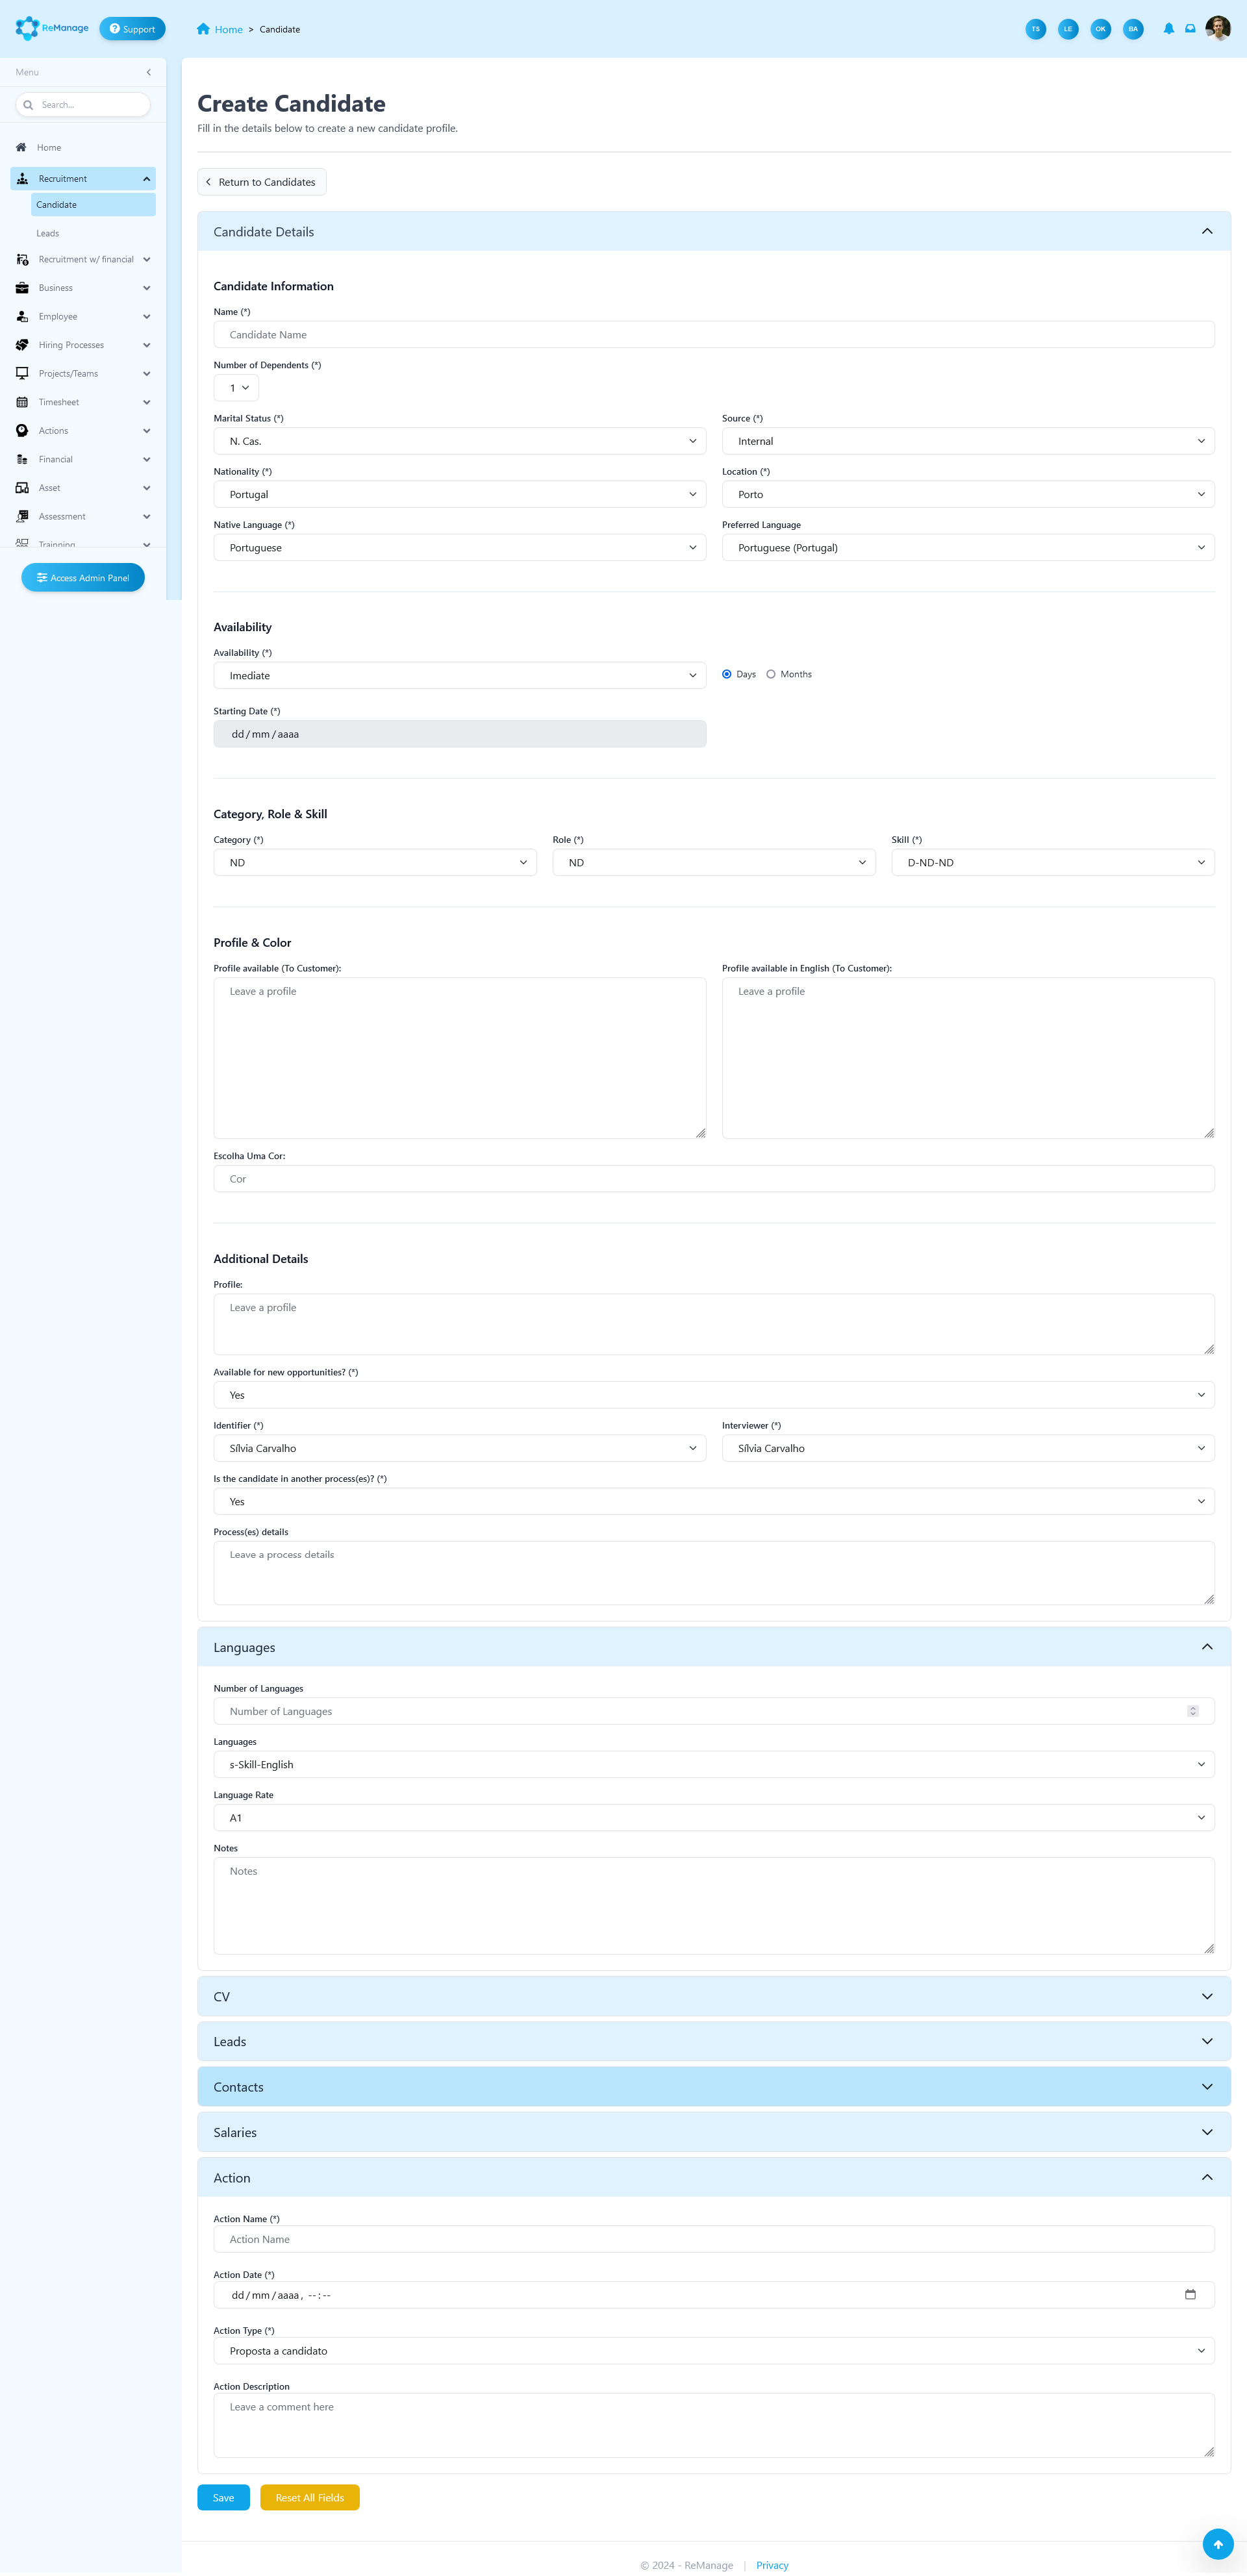 ReManage
Support
Home > Candidate
TS
LE
OK
BA
Menu
Search...
Home
Recruitment
Candidate
Leads
Recruitment w/ financial
Business
Employee
Hiring Processes
Projects/Teams
Timesheet
Actions
Financial
Asset
Assessment
Trainning
Access Admin Panel
Create Candidate
Fill in the details below to create a new candidate profile.
Return to Candidates
Candidate Details
Candidate Information
Name (*)
Candidate Name
Number of Dependents (*)
1
Marital Status (*)
Source (*)
N. Cas.
Internal
Nationality (*)
Location (*)
Portugal
Porto
Native Language (*)
Preferred Language
Portuguese
Portuguese (Portugal)
Availability
Availability (*)
Imediate
Days
Months
Starting Date (*)
dd/mm/aaaa
Category, Role & Skill
Category (*)
Role (*)
Skill (*)
ND
ND
D-ND-ND
Profile & Color
Profile available (To Customer):
Profile available in English (To Customer):
Leave a profile
Leave a profile
Escolha Uma Cor:
Cor
Additional Details
Profile:
Leave a profile
Available for new opportunities? (*)
Yes
Identifier (*)
Interviewer (*)
Sílvia Carvalho
Sílvia Carvalho
Is the candidate in another process(es)? (*)
Yes
Process(es) details
Leave a process details
Languages
Number of Languages
Number of Languages
Languages
s-Skill-English
Language Rate
A1
Notes
Notes
CV
Leads
Contacts
Salaries
Action
Action Name (*)
Action Name
Action Date (*)
dd/mm/aaaa, --:--
Action Type (*)
Proposta a candidato
Action Description
Leave a comment here
Save
Reset All Fields
© 2024 - ReManage | Privacy